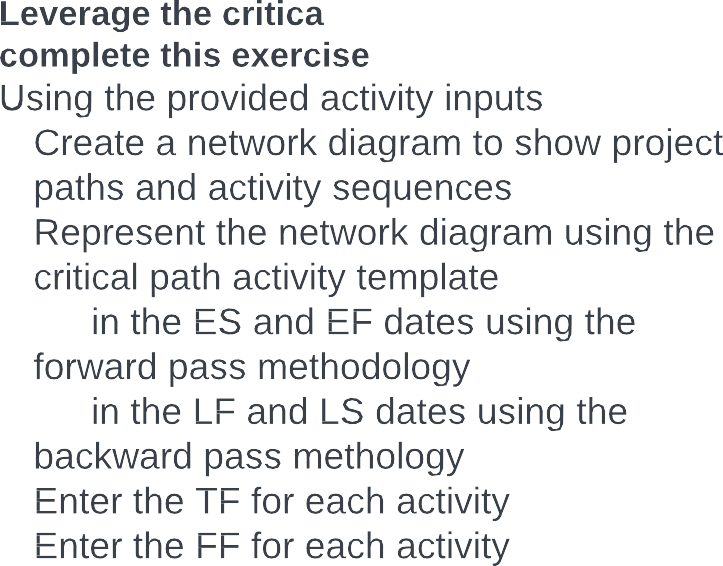 Leverage the critica
complete this exercise
Using the provided activity inputs
Create a network diagram to show project
paths and activity sequences
Represent the network diagram using the
critical path activity template
in the ES and EF dates using the
forward pass methodology
in the LF and LS dates using the
backward pass methology
Enter the TF for each activity
Enter the FF for each activity